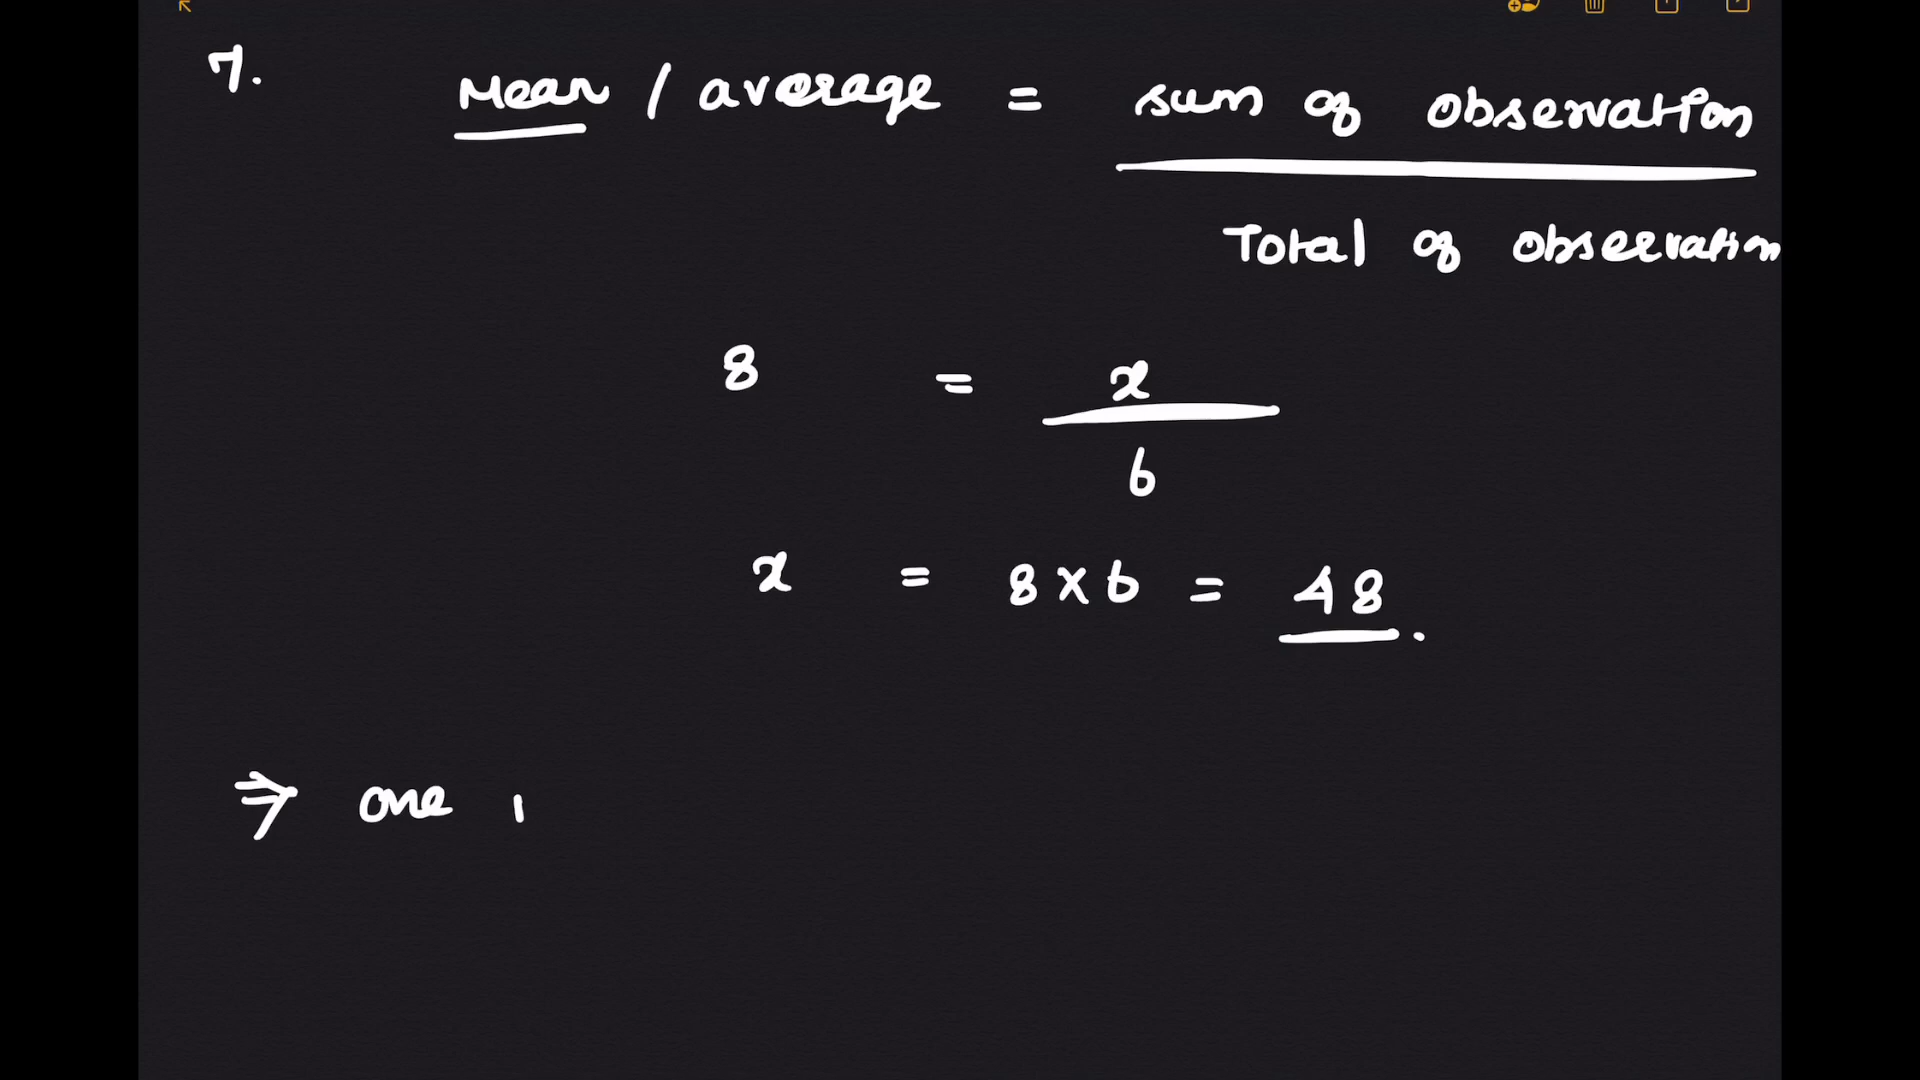 7. Mean / average = sum of observation
Total of observation
8 = x
6
x = 8 x 6 = 48.
⇒ one